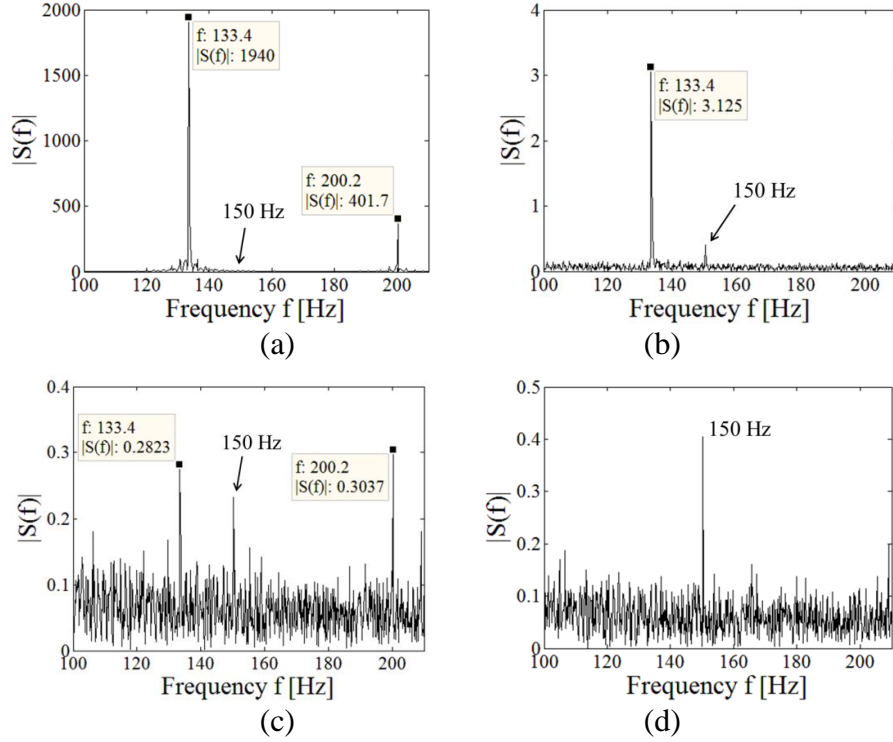 2000
1500
1000
500
0
|S(f)|
f: 133.4
|S(f)|: 1940
f: 200.2
|S(f)|: 401.7
150 Hz
100 120 140 160 180 200
Frequency f [Hz]
(a)
4
3
2
1
0
|S(f)|
f: 133.4
|S(f)|: 3.125
150 Hz
100 120 140 160 180 200
Frequency f [Hz]
(b)
0.4
0.3
0.2
0.1
0
|S(f)|
f: 133.4
|S(f)|: 0.2823
150 Hz
f: 200.2
|S(f)|: 0.3037
100 120 140 160 180 200
Frequency f [Hz]
(c)
0.5
0.4
0.3
0.2
0.1
0
|S(f)|
150 Hz
100 120 140 160 180 200
Frequency f [Hz]
(d)